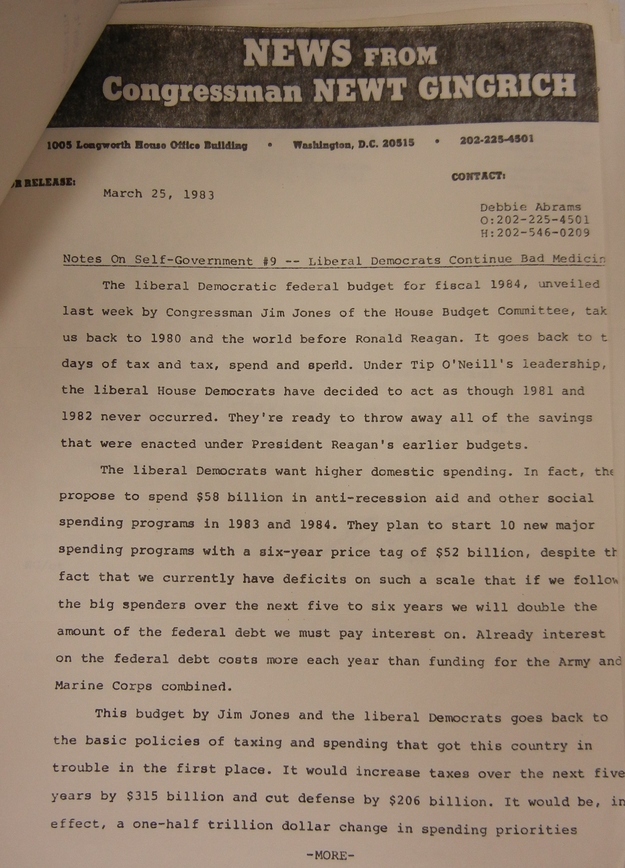 NEWS FROM
Congressman NEWT GINGRICH
1005 Longworth House Office Building • Washington, D.C. 20515 • 202-225-4501
R RELEASE:
March 25, 1983
CONTACT:
Debbie Abrams
O:202-225-4501
H:202-546-0209
Notes On Self-Government #9 -- Liberal Democrats Continue Bad Medicin
The liberal Democratic federal budget for fiscal 1984, unveiled
last week by Congressman Jim Jones of the House Budget Committee, tak
us back to 1980 and the world before Ronald Reagan. It goes back to t
days of tax and tax, spend and spend. Under Tip O'Neill's leadership,
the liberal House Democrats have decided to act as though 1981 and
1982 never occurred. They're ready to throw away all of the savings
that were enacted under President Reagan's earlier budgets.
The liberal Democrats want higher domestic spending. In fact, the
propose to spend $58 billion in anti-recession aid and other social
spending programs in 1983 and 1984. They plan to start 10 new major
spending programs with a six-year price tag of $52 billion, despite th
fact that we currently have deficits on such a scale that if we follow
the big spenders over the next five to six years we will double the
amount of the federal debt we must pay interest on. Already interest
on the federal debt costs more each year than funding for the Army and
Marine Corps combined.
This budget by Jim Jones and the liberal Democrats goes back to
the basic policies of taxing and spending that got this country in
trouble in the first place. It would increase taxes over the next five
years by $315 billion and cut defense by $206 billion. It would be, in
effect, a one-half trillion dollar change in spending priorities
-MORE-